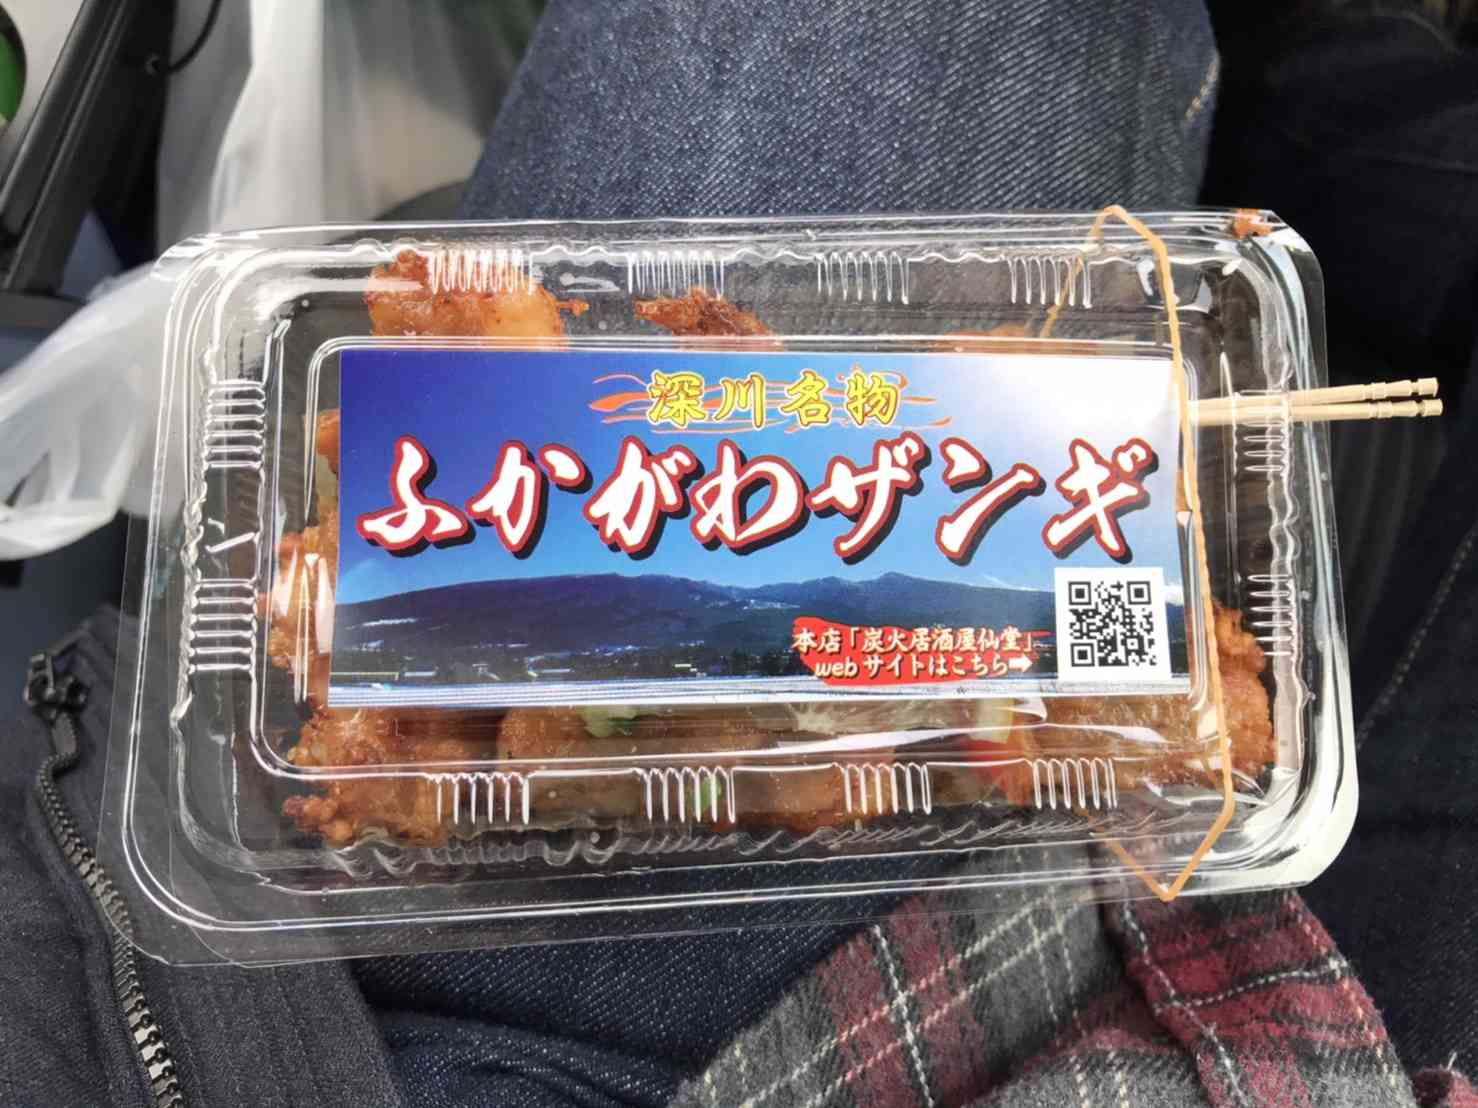 深川名物
ふかがわザンギ
本店「炭火居酒屋仙堂」
webサイトはこちら➡